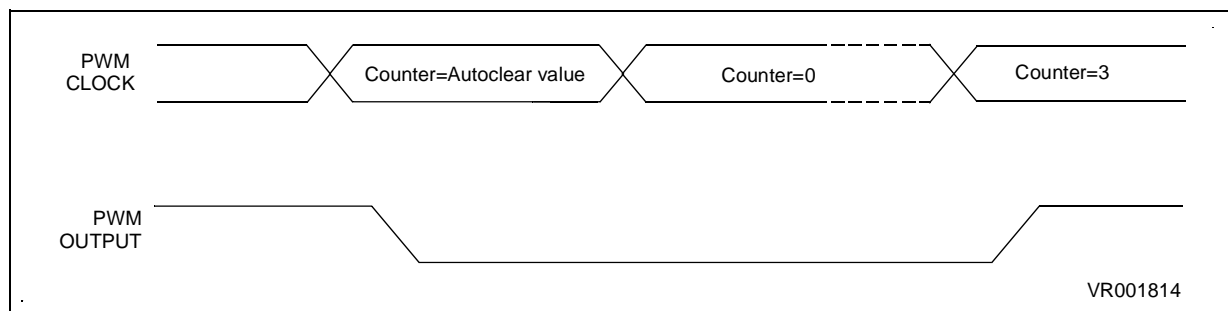 PWM
CLOCK
Counter=Autoclear value
Counter=0
Counter=3
PWM
OUTPUT
VR001814